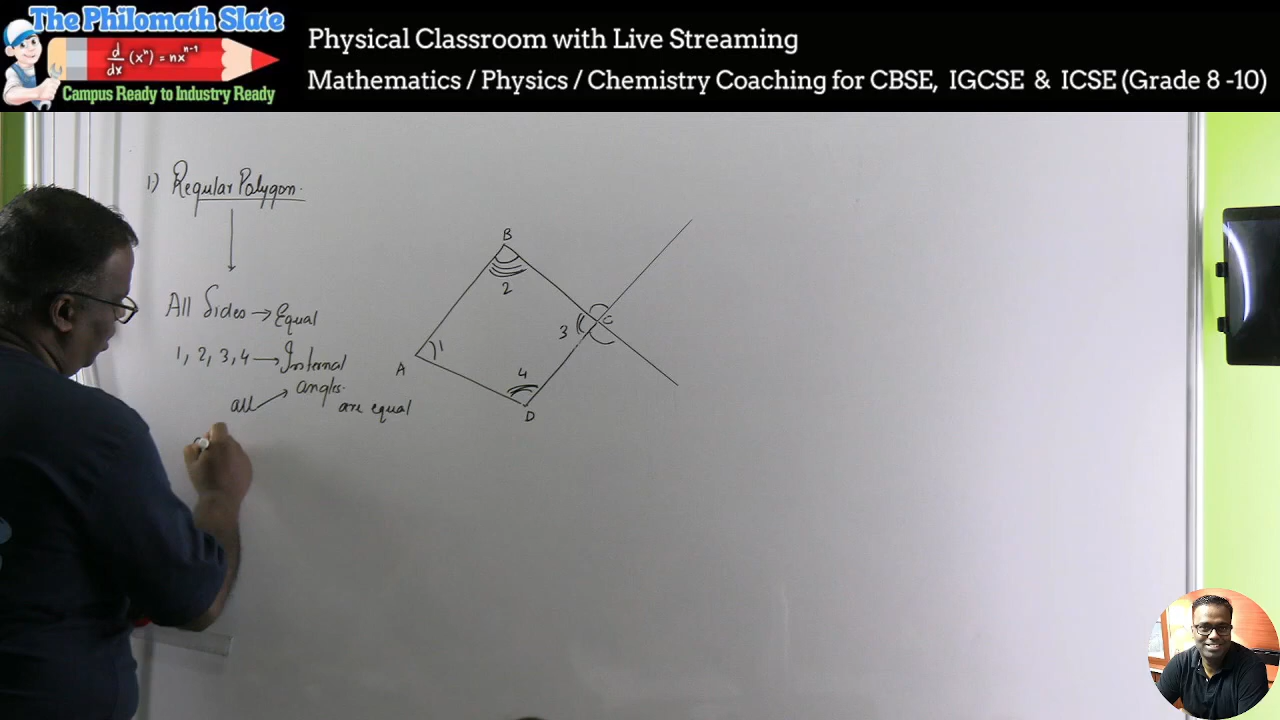 The Philomath Slate
d/dx (xⁿ) = nxⁿ⁻¹
Campus Ready to Industry Ready
Physical Classroom with Live Streaming
Mathematics / Physics / Chemistry Coaching for CBSE, IGCSE & ICSE (Grade 8 -10)
1) Regular Polygon.
All Sides → Equal
1, 2, 3, 4 → Internal
angles.
all
are equal
B
2
3
C
1
A
4
D